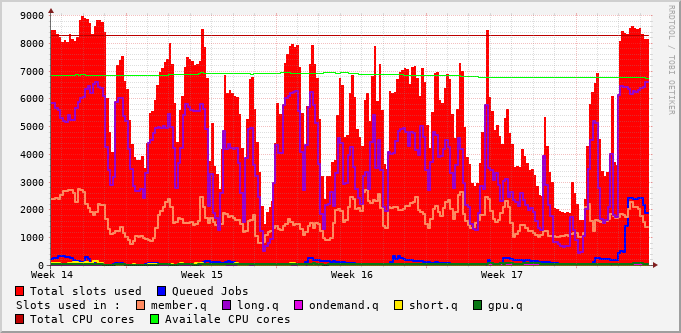 9000
8000
7000
6000
5000
4000
3000
2000
1000
0
Week 14 Week 15 Week 16 Week 17
RRDTOOL / TOBI OETIKER
Total slots used Queued Jobs
Slots used in : member.q long.q ondemand.q short.q gpu.q
Total CPU cores Availale CPU cores